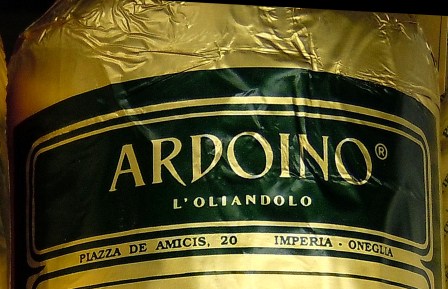 ARDOINO®
L'OLIANDOLO
PIAZZA DE AMICIS, 20 IMPERIA - ONEGLIA